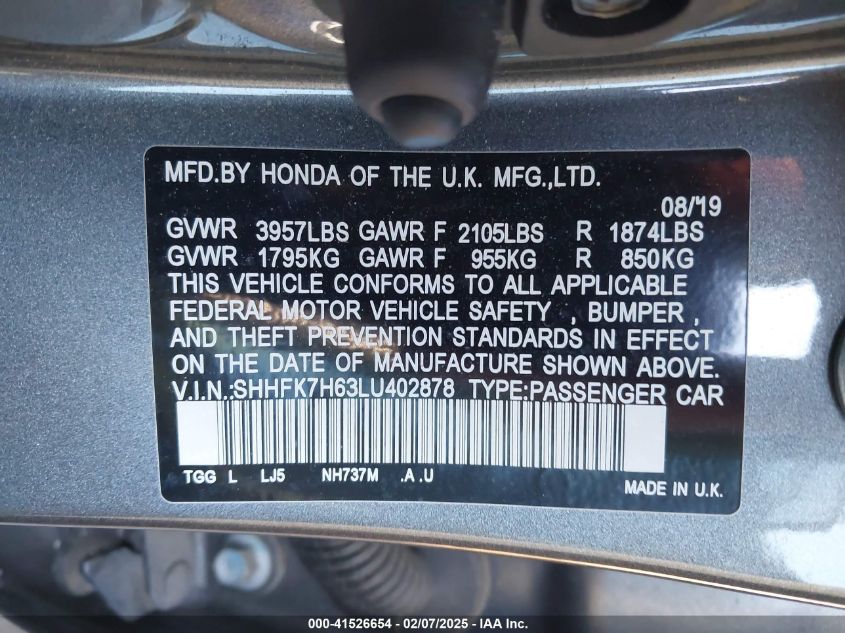 MFD.BY HONDA OF THE U.K. MFG.,LTD.
08/19
GVWR 3957LBS GAWR F 2105LBS R 1874LBS
GVWR 1795KG GAWR F 955KG R 850KG
THIS VEHICLE CONFORMS TO ALL APPLICABLE
FEDERAL MOTOR VEHICLE SAFETY , BUMPER ,
AND THEFT PREVENTION STANDARDS IN EFFECT
ON THE DATE OF MANUFACTURE SHOWN ABOVE.
V.I.N.:SHHFK7H63LU402878 TYPE:PASSENGER CAR
TGG L LJ5 NH737M .A .U
MADE IN U.K.
000-41526654 - 02/07/2025 - IAA Inc.